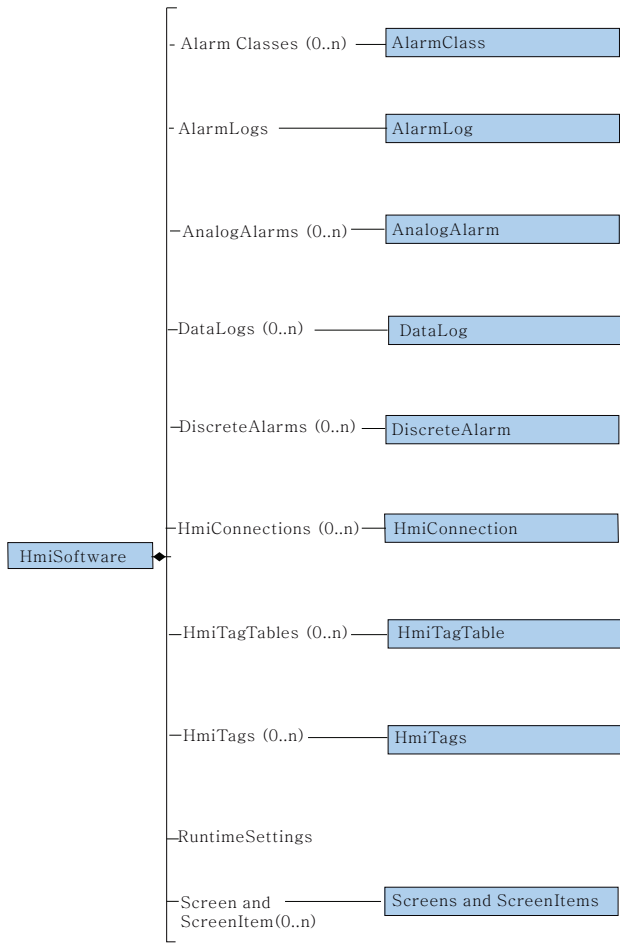 Alarm Classes (0..n)
AlarmClass
AlarmLogs
AlarmLog
AnalogAlarms (0..n)
AnalogAlarm
DataLogs (0..n)
DataLog
DiscreteAlarms (0..n)
DiscreteAlarm
HmiConnections (0..n)
HmiConnection
HmiSoftware
HmiTagTables (0..n)
HmiTagTable
HmiTags (0..n)
HmiTags
RuntimeSettings
Screen and
ScreenItem(0..n)
Screens and ScreenItems